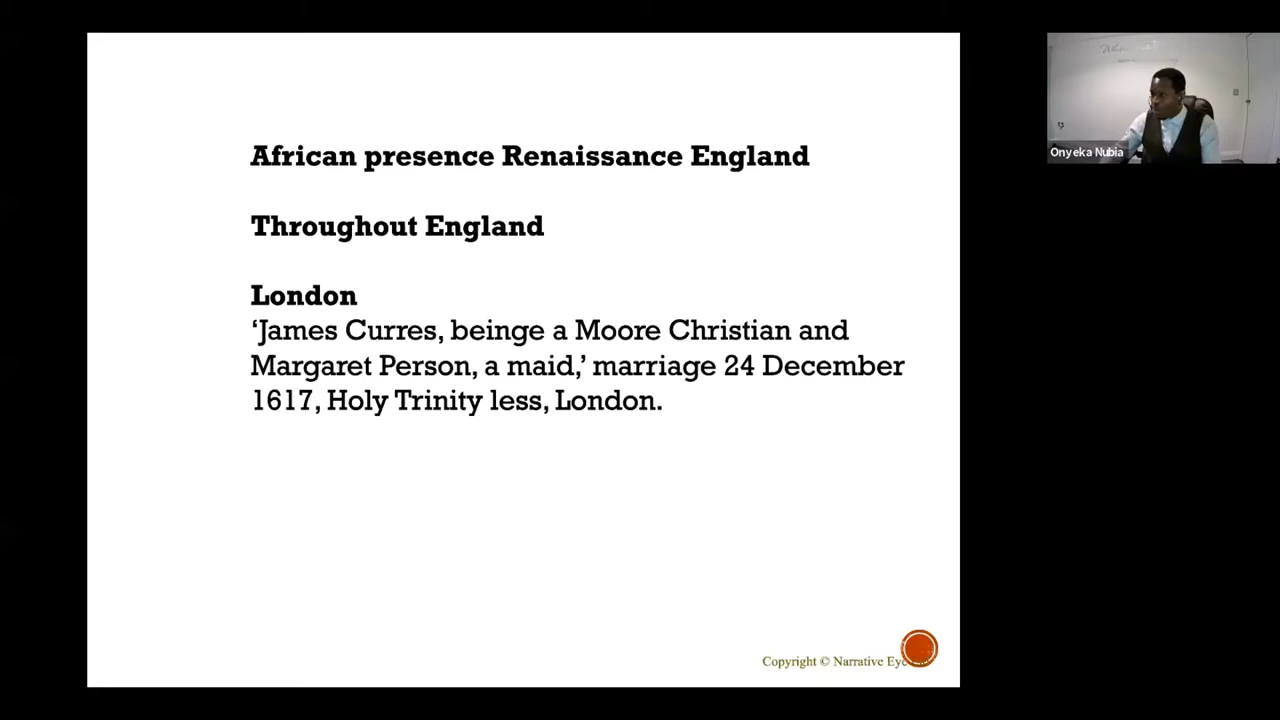 African presence Renaissance England
Throughout England
London
‘James Curres, beinge a Moore Christian and
Margaret Person, a maid,’ marriage 24 December
1617, Holy Trinity less, London.
Copyright © Narrative Eye
Onyeka Nubia